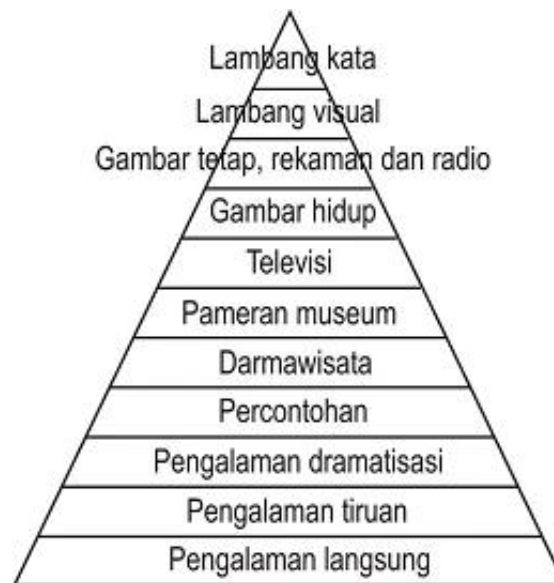 Lambang kata
Lambang visual
Gambar tetap, rekaman dan radio
Gambar hidup
Televisi
Pameran museum
Darmawisata
Percontohan
Pengalaman dramatisasi
Pengalaman tiruan
Pengalaman langsung